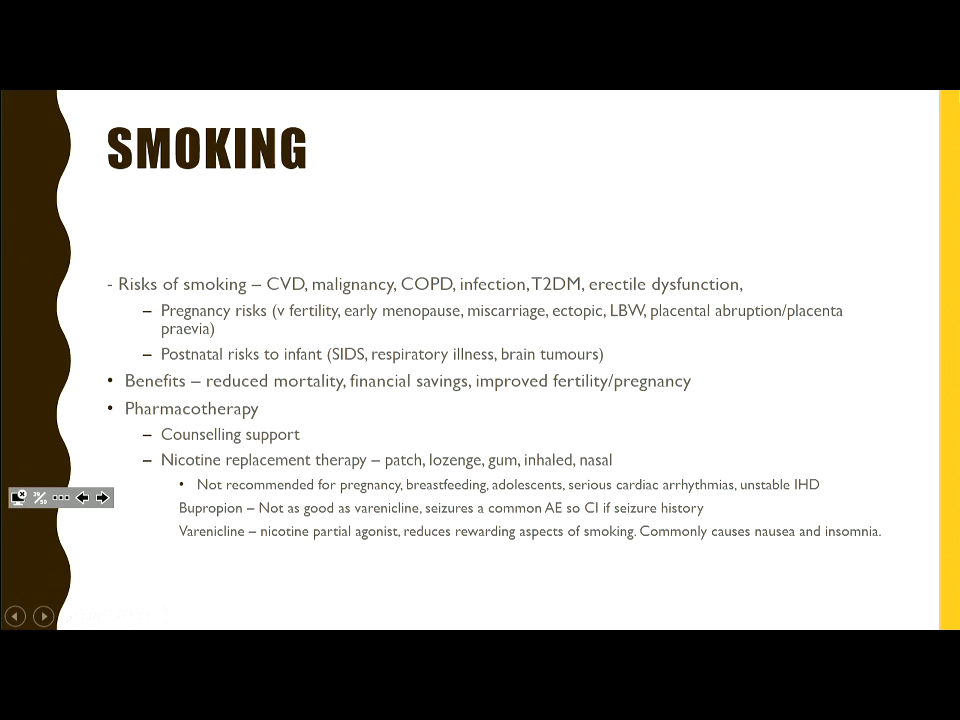 SMOKING
- Risks of smoking – CVD, malignancy, COPD, infection, T2DM, erectile dysfunction,
– Pregnancy risks (v fertility, early menopause, miscarriage, ectopic, LBW, placental abruption/placenta
praevia)
– Postnatal risks to infant (SIDS, respiratory illness, brain tumours)
• Benefits – reduced mortality, financial savings, improved fertility/pregnancy
• Pharmacotherapy
– Counselling support
– Nicotine replacement therapy – patch, lozenge, gum, inhaled, nasal
• Not recommended for pregnancy, breastfeeding, adolescents, serious cardiac arrhythmias, unstable IHD
Bupropion – Not as good as varenicline, seizures a common AE so CI if seizure history
Varenicline – nicotine partial agonist, reduces rewarding aspects of smoking. Commonly causes nausea and insomnia.